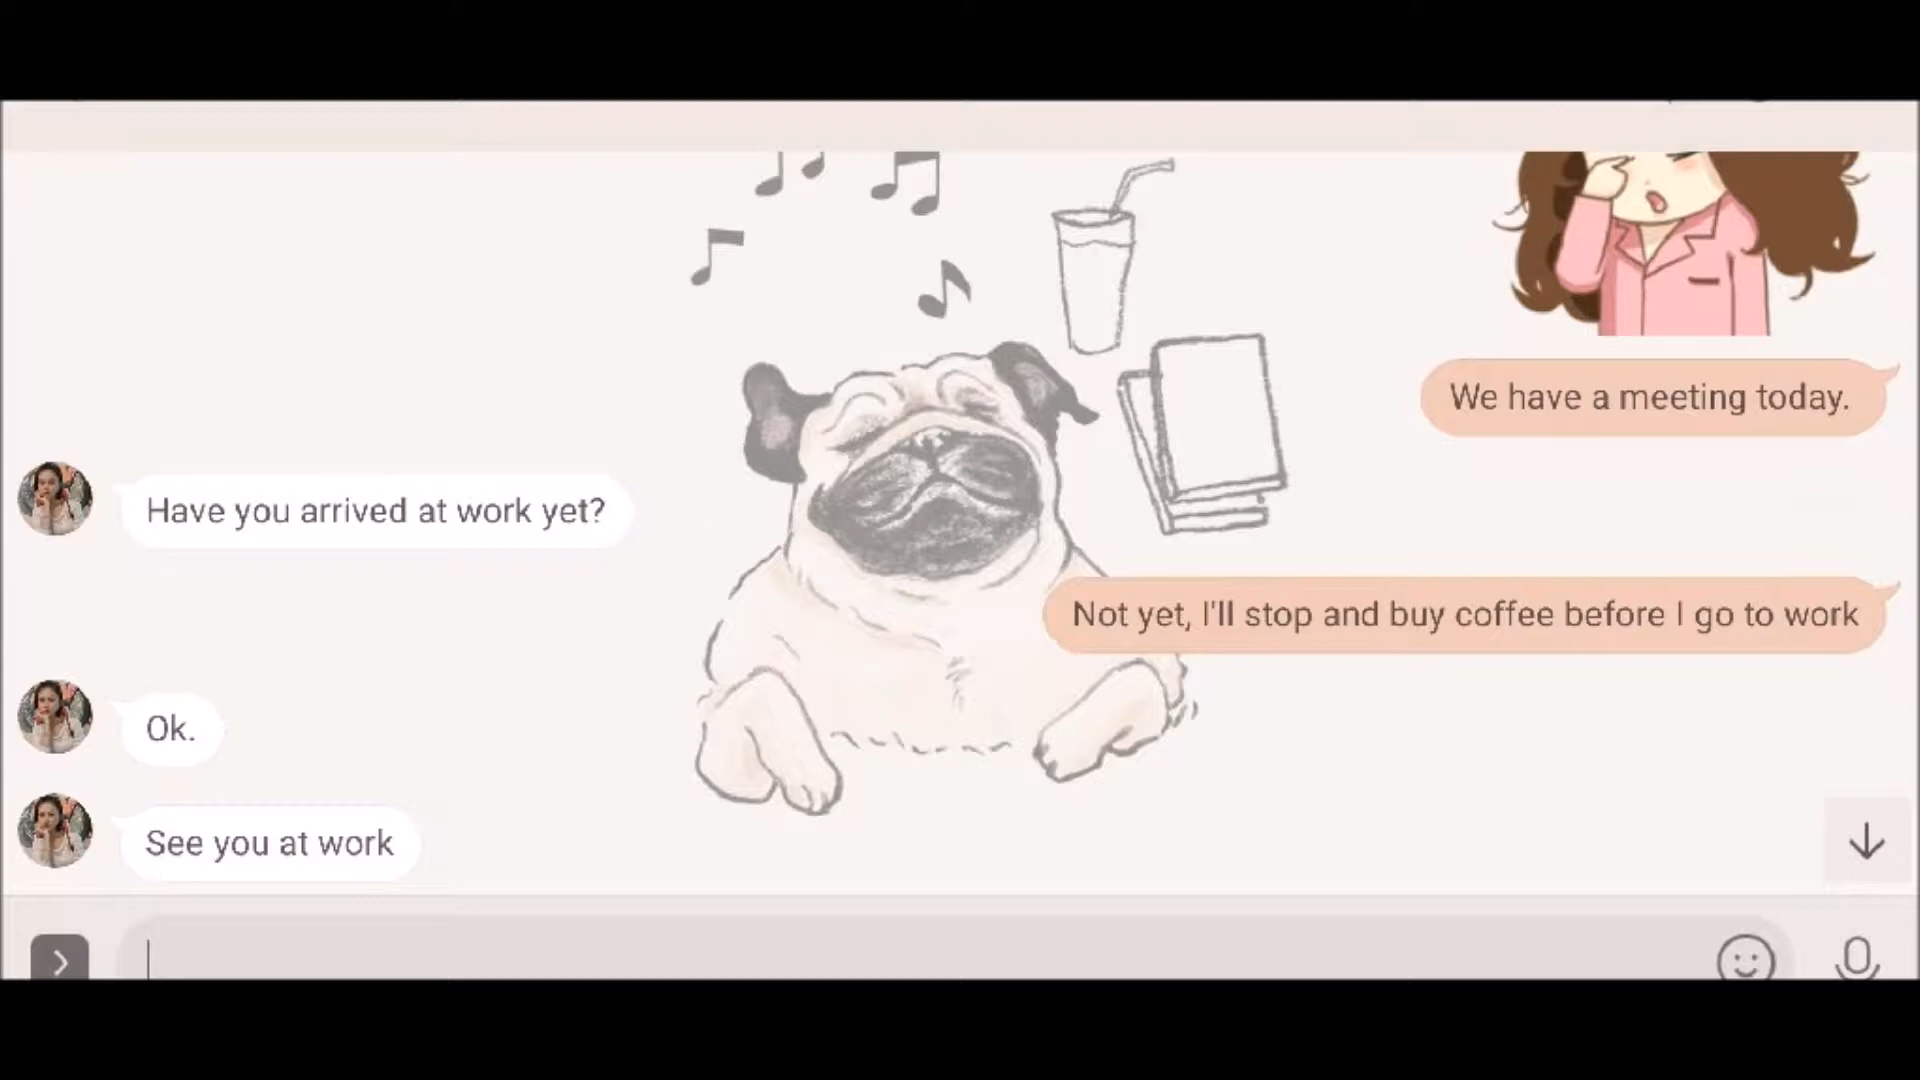 We have a meeting today.
Have you arrived at work yet?
Not yet, I'll stop and buy coffee before I go to work
Ok.
See you at work